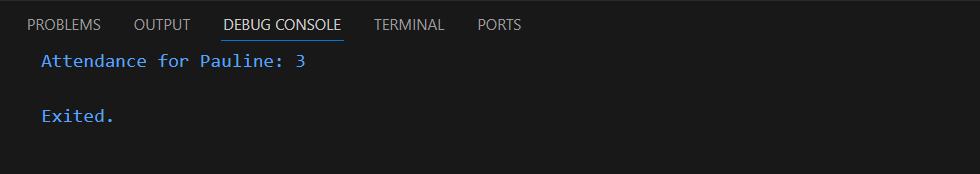 PROBLEMS OUTPUT DEBUG CONSOLE TERMINAL PORTS
Attendance for Pauline: 3
Exited.